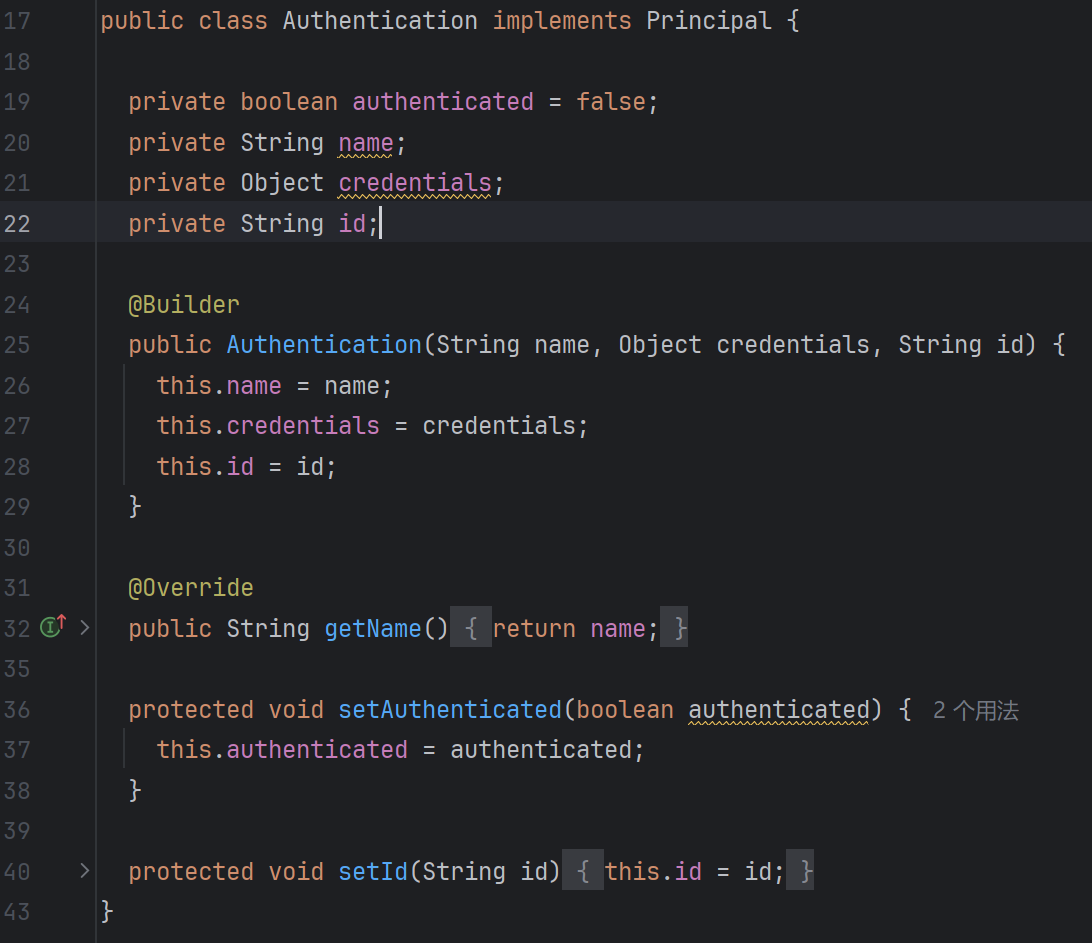 17 public class Authentication implements Principal {
18
19 private boolean authenticated = false;
20 private String name;
21 private Object credentials;
22 private String id;
23
24 @Builder
25 public Authentication(String name, Object credentials, String id) {
26 this.name = name;
27 this.credentials = credentials;
28 this.id = id;
29 }
30
31 @Override
32 public String getName() { return name; }
35
36 protected void setAuthenticated(boolean authenticated) { 2 个用法
37 this.authenticated = authenticated;
38 }
39
40 protected void setId(String id) { this.id = id; }
43 }